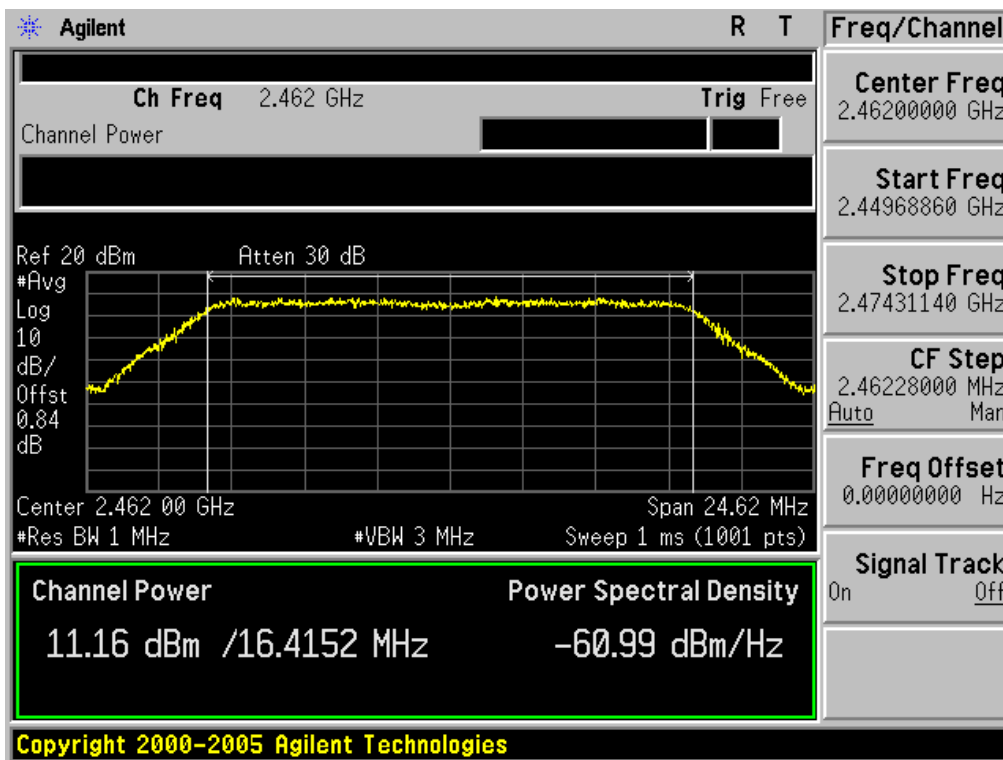 Agilent R T
Ch Freq 2.462 GHz Trig Free
Channel Power
Ref 20 dBm Atten 30 dB
#Avg
Log
10
dB/
Offst
0.84
dB
Center 2.462 00 GHz Span 24.62 MHz
#Res BW 1 MHz #VBW 3 MHz Sweep 1 ms (1001 pts)
Channel Power Power Spectral Density
11.16 dBm /16.4152 MHz -60.99 dBm/Hz
Copyright 2000-2005 Agilent Technologies
Freq/Channel
Center Freq
2.46200000 GHz
Start Freq
2.44968860 GHz
Stop Freq
2.47431140 GHz
CF Step
2.46228000 MHz
Auto Man
Freq Offset
0.00000000 Hz
Signal Track
On Off